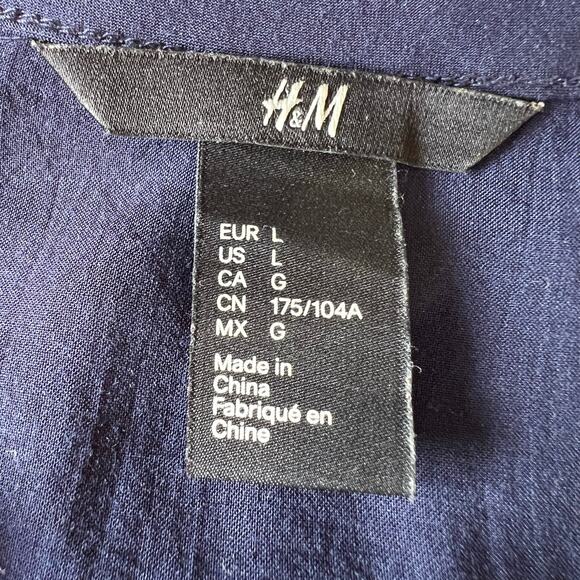 H&M
EUR L
US L
CA G
CN 175/104A
MX G
Made in
China
Fabriqué en
Chine